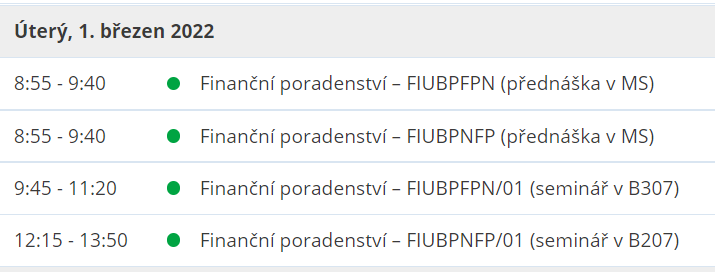 Úterý, 1. březen 2022
8:55 - 9:40 Finanční poradenství – FIUBPFPN (přednáška v MS)
8:55 - 9:40 Finanční poradenství – FIUBPNFP (přednáška v MS)
9:45 - 11:20 Finanční poradenství – FIUBPFPN/01 (seminář v B307)
12:15 - 13:50 Finanční poradenství – FIUBPNFP/01 (seminář v B207)